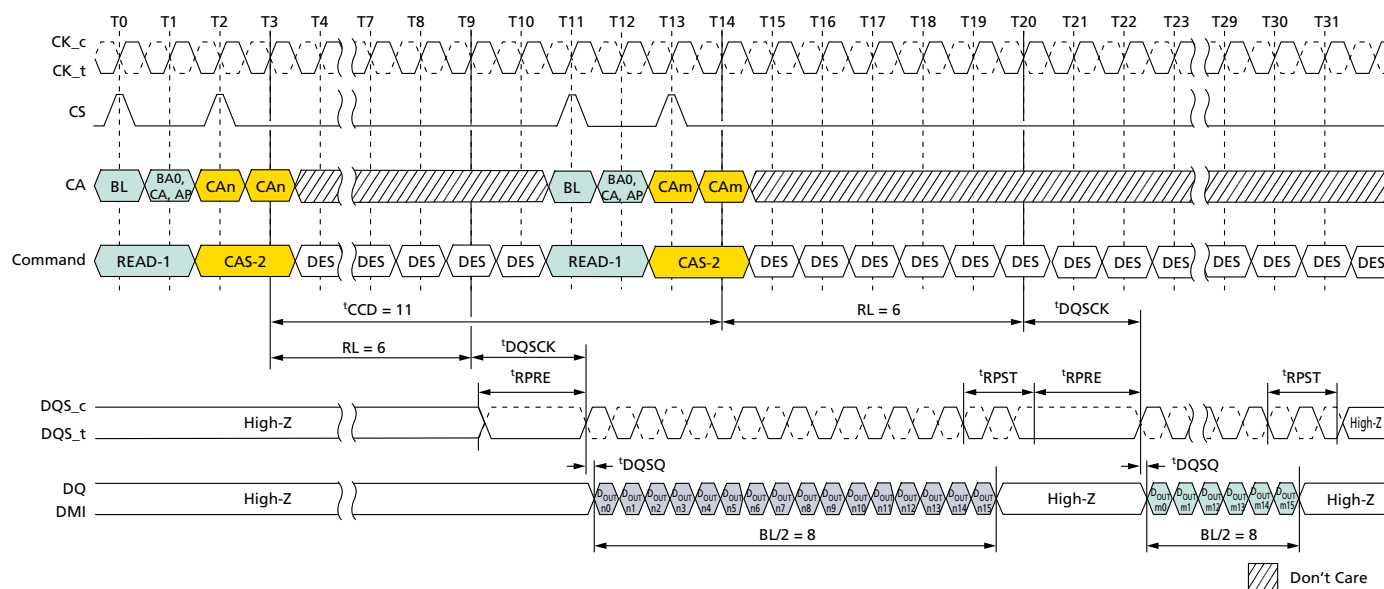 T0 T1 T2 T3 T4 T7 T8 T9 T10 T11 T12 T13 T14 T15 T16 T17 T18 T19 T20 T21 T22 T23 T29 T30 T31
CK_c
CK_t
CS
CA BL BA0, CA, AP CAn CAn BL BA0, CA, AP CAm CAm
Command READ-1 CAS-2 DES DES DES DES DES READ-1 CAS-2 DES DES DES DES DES DES DES DES DES DES DES DES
tCCD = 11 RL = 6 tDQSCK
RL = 6 tDQSCK
tRPRE tRPST tRPRE tRPST
DQS_c
DQS_t
High-Z High-Z
tDQSQ tDQSQ
DQ
DMI
High-Z DOUT n0 DOUT n1 DOUT n2 DOUT n3 DOUT n4 DOUT n5 DOUT n6 DOUT n7 DOUT n8 DOUT n9 DOUT n10 DOUT n11 DOUT n12 DOUT n13 DOUT n14 DOUT n15 High-Z DOUT m0 DOUT m1 DOUT m12 DOUT m13 DOUT m14 DOUT m15 High-Z
BL/2 = 8 BL/2 = 8
Don't Care